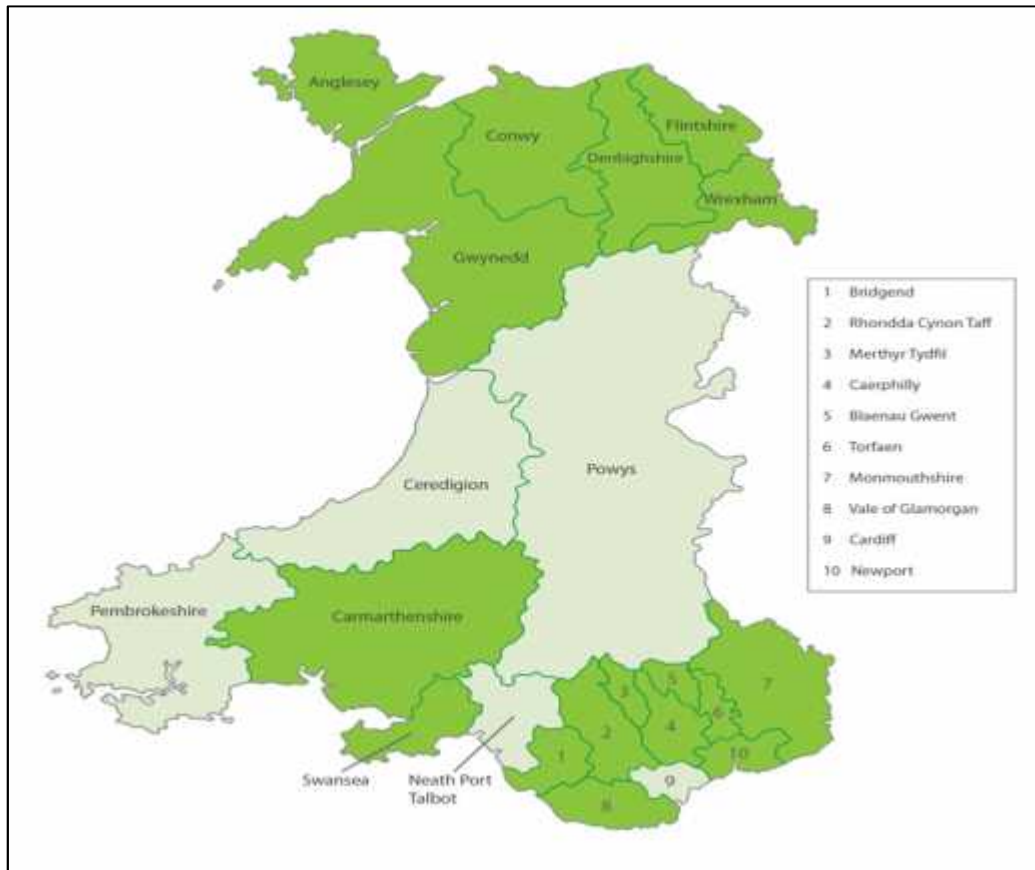 Anglesey
Conwy
Flintshire
Denbighshire
Wrexham
Gwynedd
1 Bridgend
2 Rhondda Cynon Taff
3 Merthyr Tydfil
4 Caerphilly
5 Blaenau Gwent
6 Torfaen
7 Monmouthshire
8 Vale of Glamorgan
9 Cardiff
10 Newport
Powys
Ceredigion
Pembrokeshire
Carmarthenshire
5
7
3
6
4
2
10
1
9
8
Swansea
Neath Port
Talbot